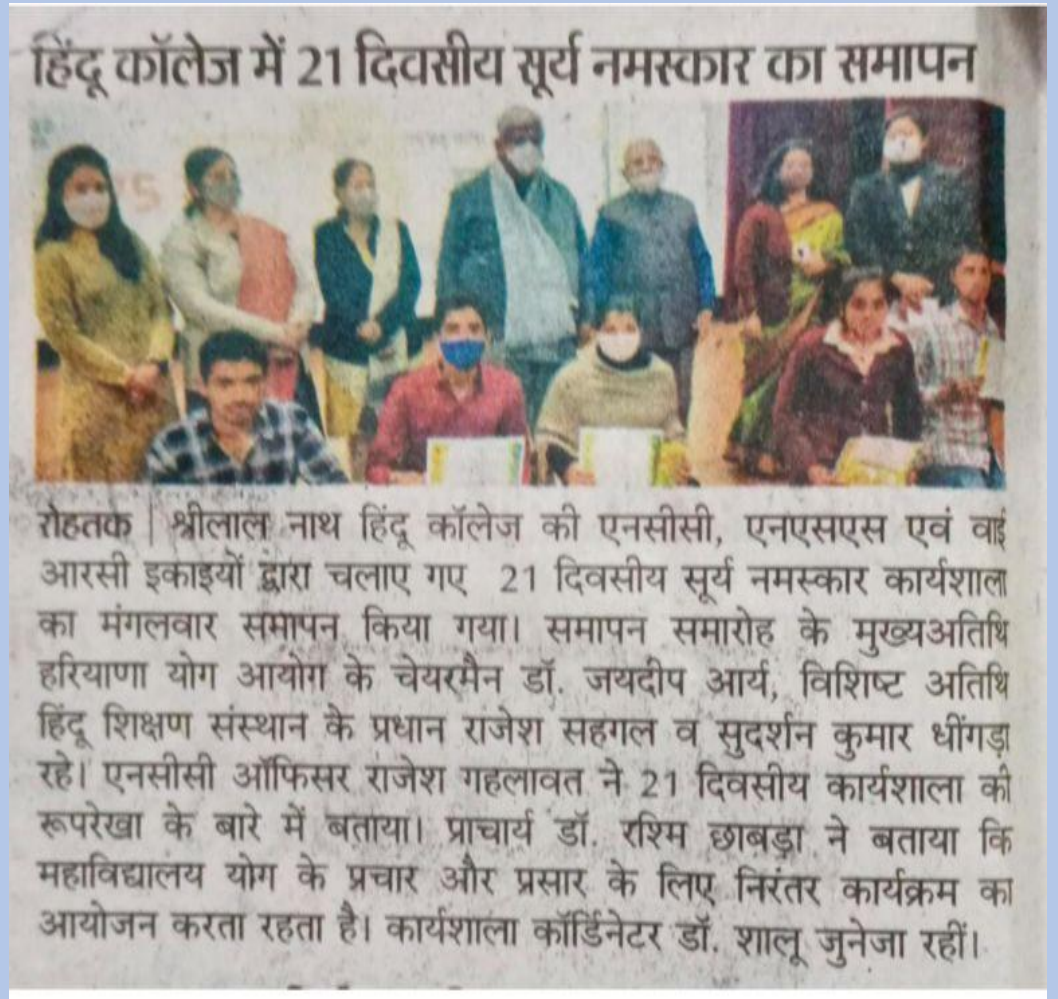 हिंदू कॉलेज में 21 दिवसीय सूर्य नमस्कार का समापन
रोहतक | श्रीलाल नाथ हिंदू कॉलेज की एनसीसी, एनएसएस एवं वाई
आरसी इकाइयों द्वारा चलाए गए 21 दिवसीय सूर्य नमस्कार कार्यशाला
का मंगलवार समापन किया गया। समापन समारोह के मुख्यअतिथि
हरियाणा योग आयोग के चेयरमैन डॉ. जयदीप आर्य, विशिष्ट अतिथि
हिंदू शिक्षण संस्थान के प्रधान राजेश सहगल व सुदर्शन कुमार धींगड़ा
रहे। एनसीसी ऑफिसर राजेश गहलावत ने 21 दिवसीय कार्यशाला की
रूपरेखा के बारे में बताया। प्राचार्य डॉ. रश्मि छाबड़ा ने बताया कि
महाविद्यालय योग के प्रचार और प्रसार के लिए निरंतर कार्यक्रम का
आयोजन करता रहता है। कार्यशाला कॉर्डिनेटर डॉ. शालू जुनेजा रहीं।